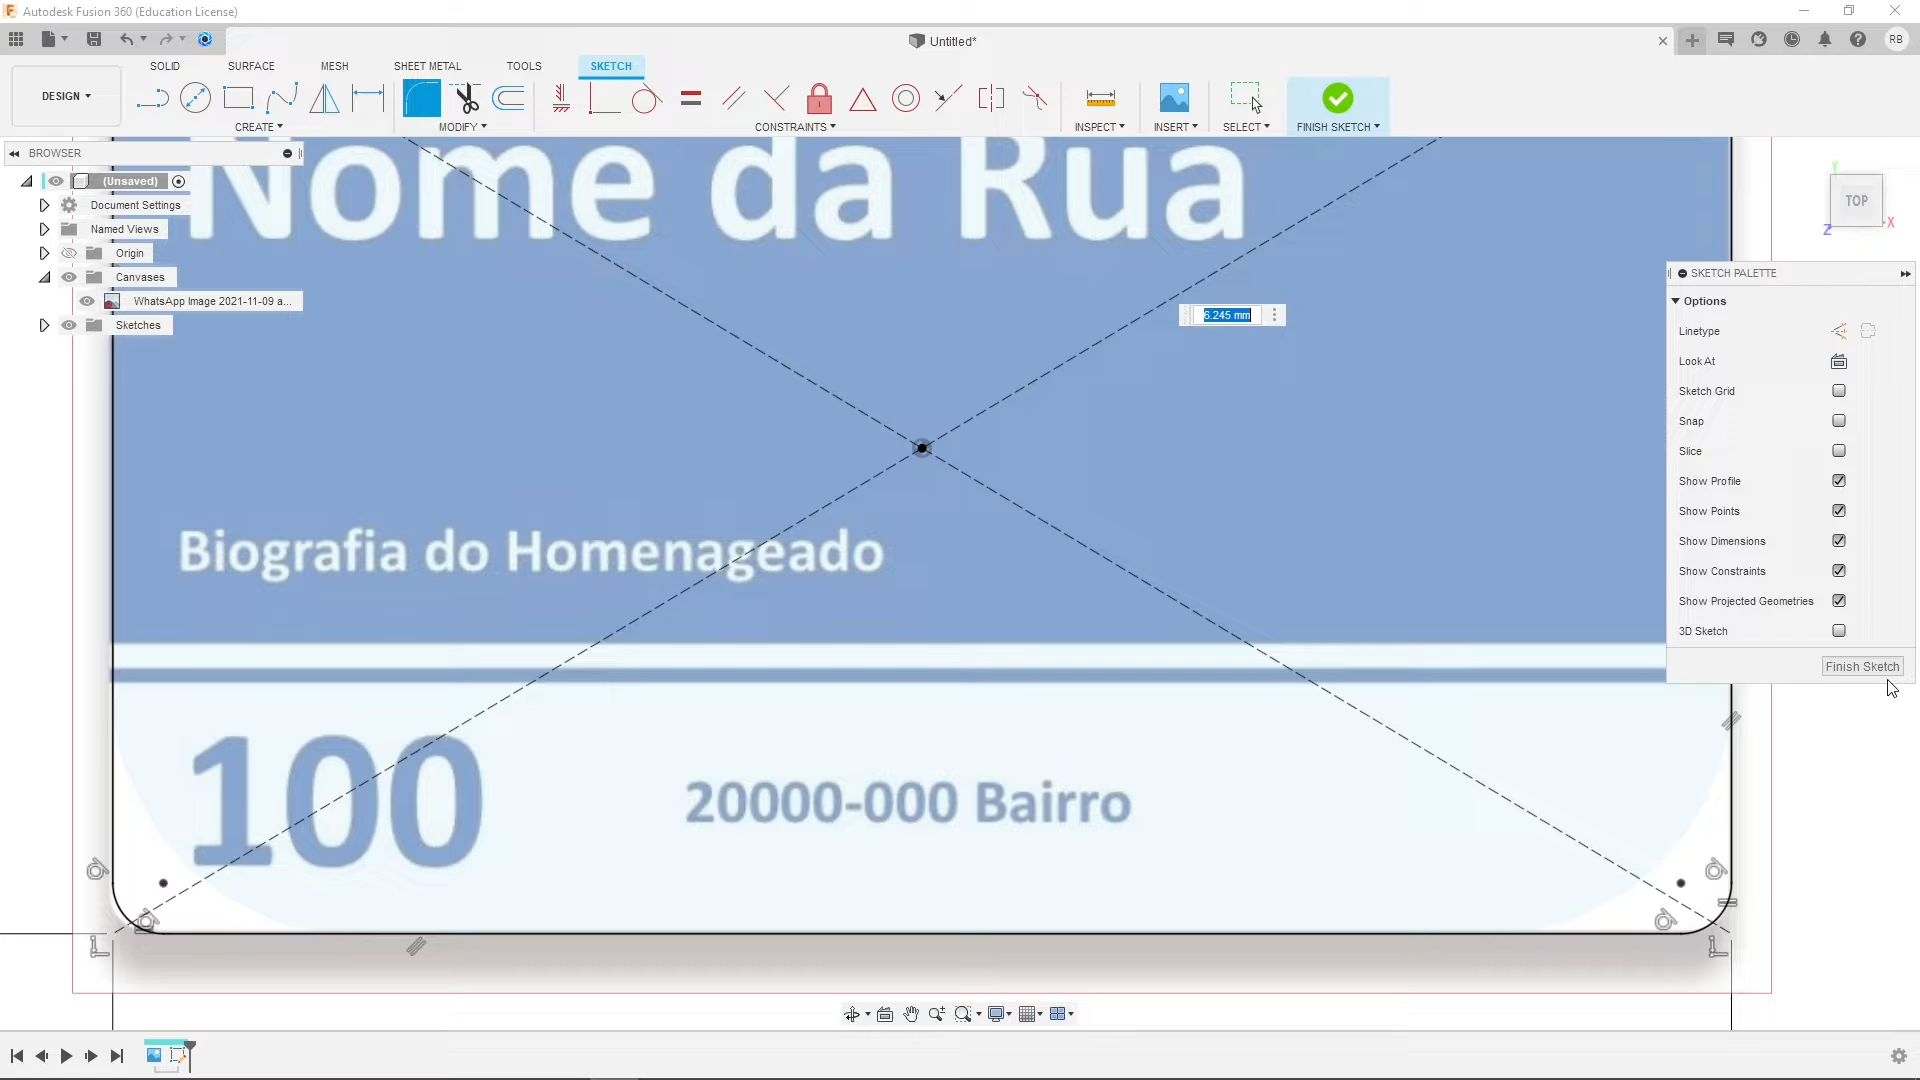 Autodesk Fusion 360 (Education License)
Untitled*
RB
SOLID
SURFACE
MESH
SHEET METAL
TOOLS
SKETCH
DESIGN
CREATE
MODIFY
CONSTRAINTS
INSPECT
INSERT
SELECT
FINISH SKETCH
BROWSER
(Unsaved)
Document Settings
Named Views
Origin
Canvases
WhatsApp Image 2021-11-09 a...
Sketches
Nome da Rua
6.245 mm
Biografia do Homenageado
100
20000-000 Bairro
Y
TOP
X
Z
SKETCH PALETTE
Options
Linetype
Look At
Sketch Grid
Snap
Slice
Show Profile
Show Points
Show Dimensions
Show Constraints
Show Projected Geometries
3D Sketch
Finish Sketch